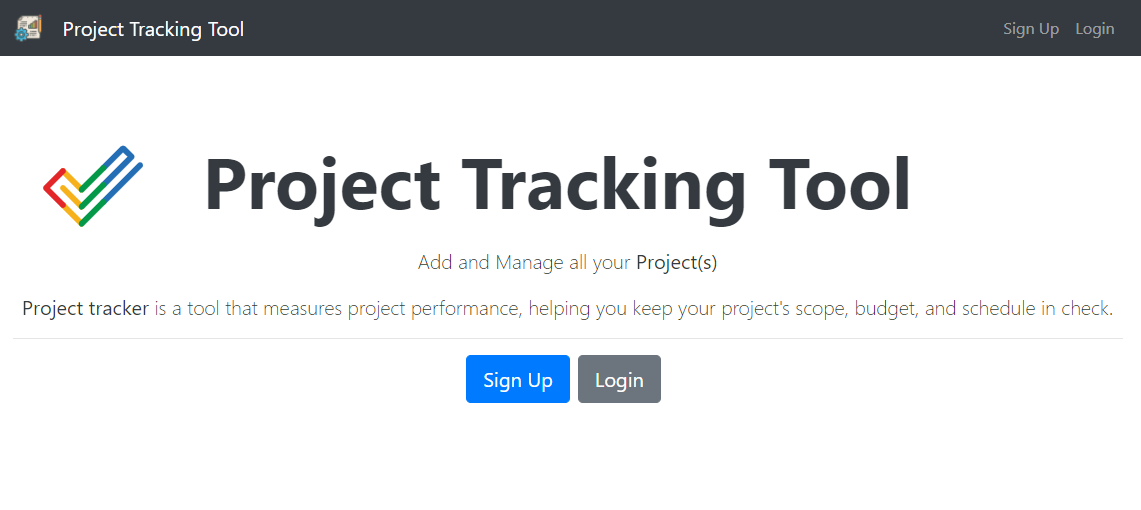 Project Tracking Tool
Sign Up Login
Project Tracking Tool
Add and Manage all your Project(s)
Project tracker is a tool that measures project performance, helping you keep your project's scope, budget, and schedule in check.
Sign Up Login